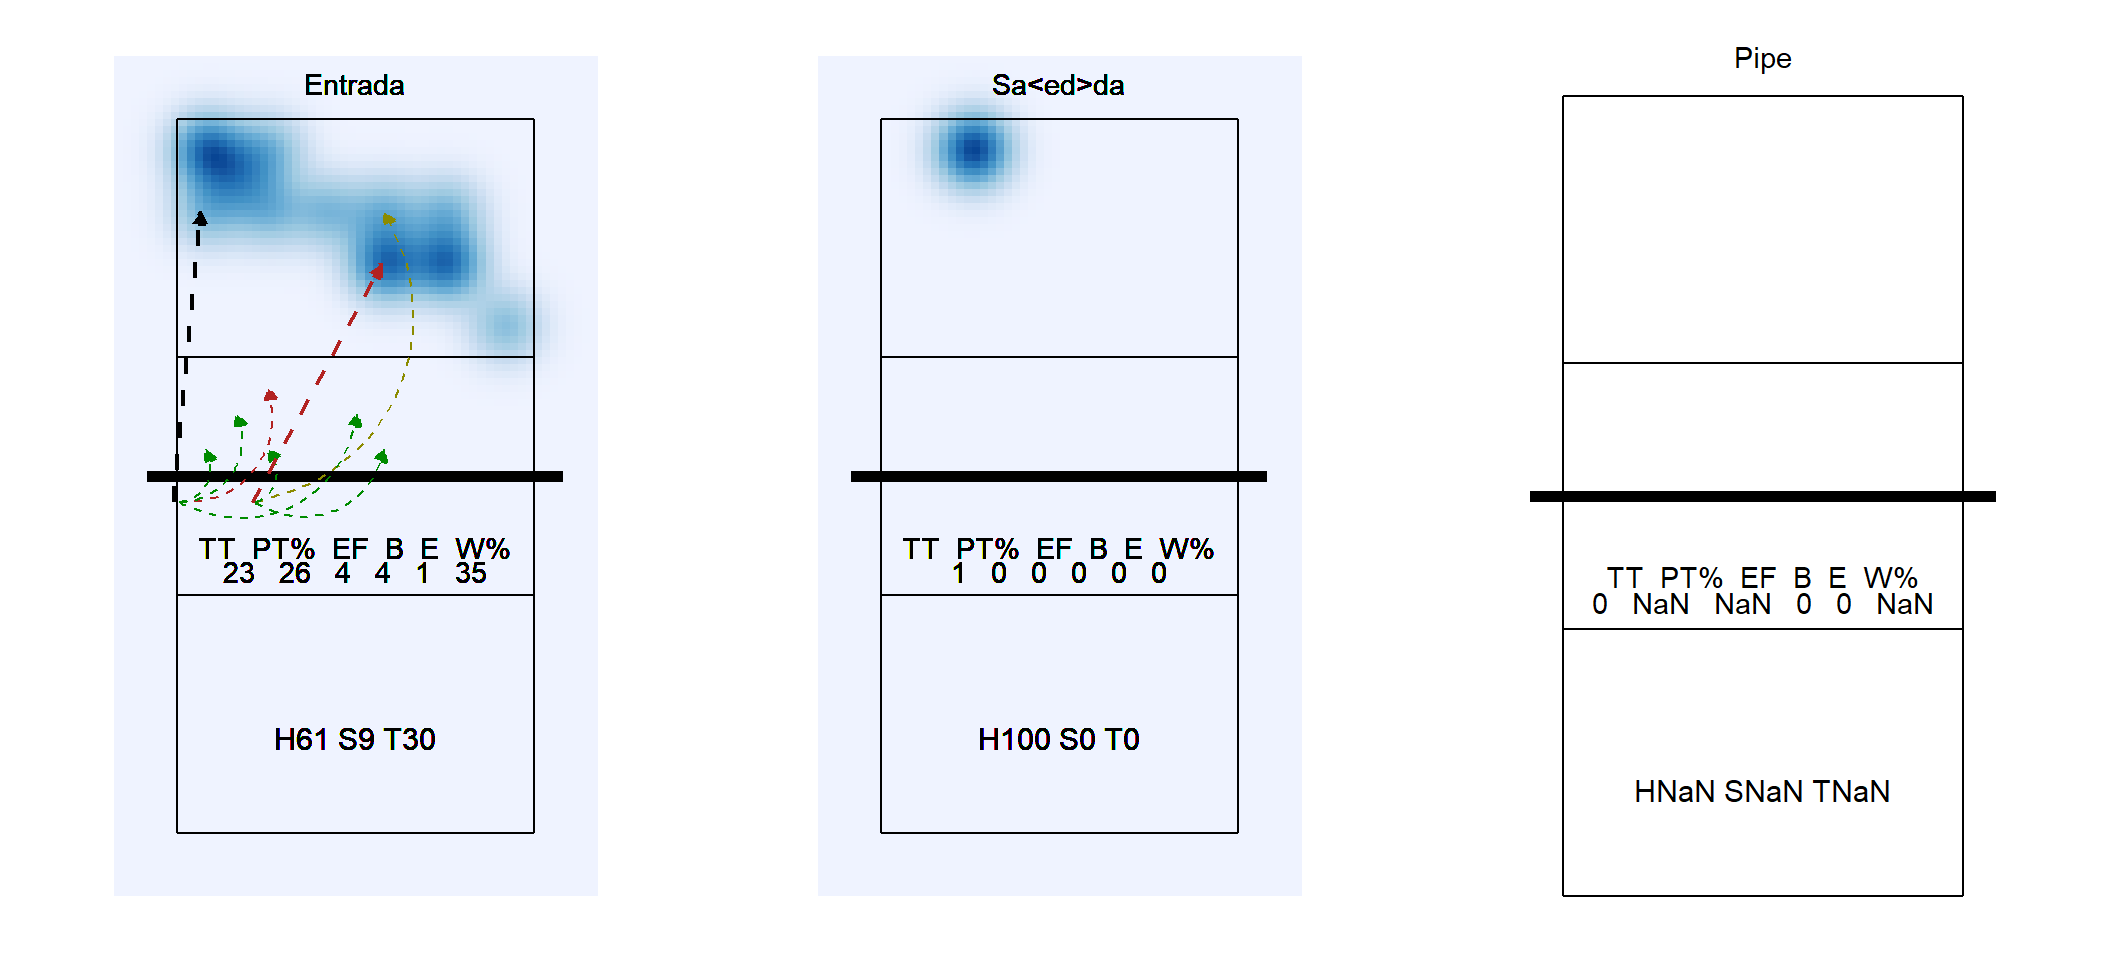 Entrada
TT PT% EF B E W%
23 26 4 4 1 35
H61 S9 T30
Sa<ed>da
TT PT% EF B E W%
1 0 0 0 0 0
H100 S0 T0
Pipe
TT PT% EF B E W%
0 NaN NaN 0 0 NaN
HNaN SNaN TNaN